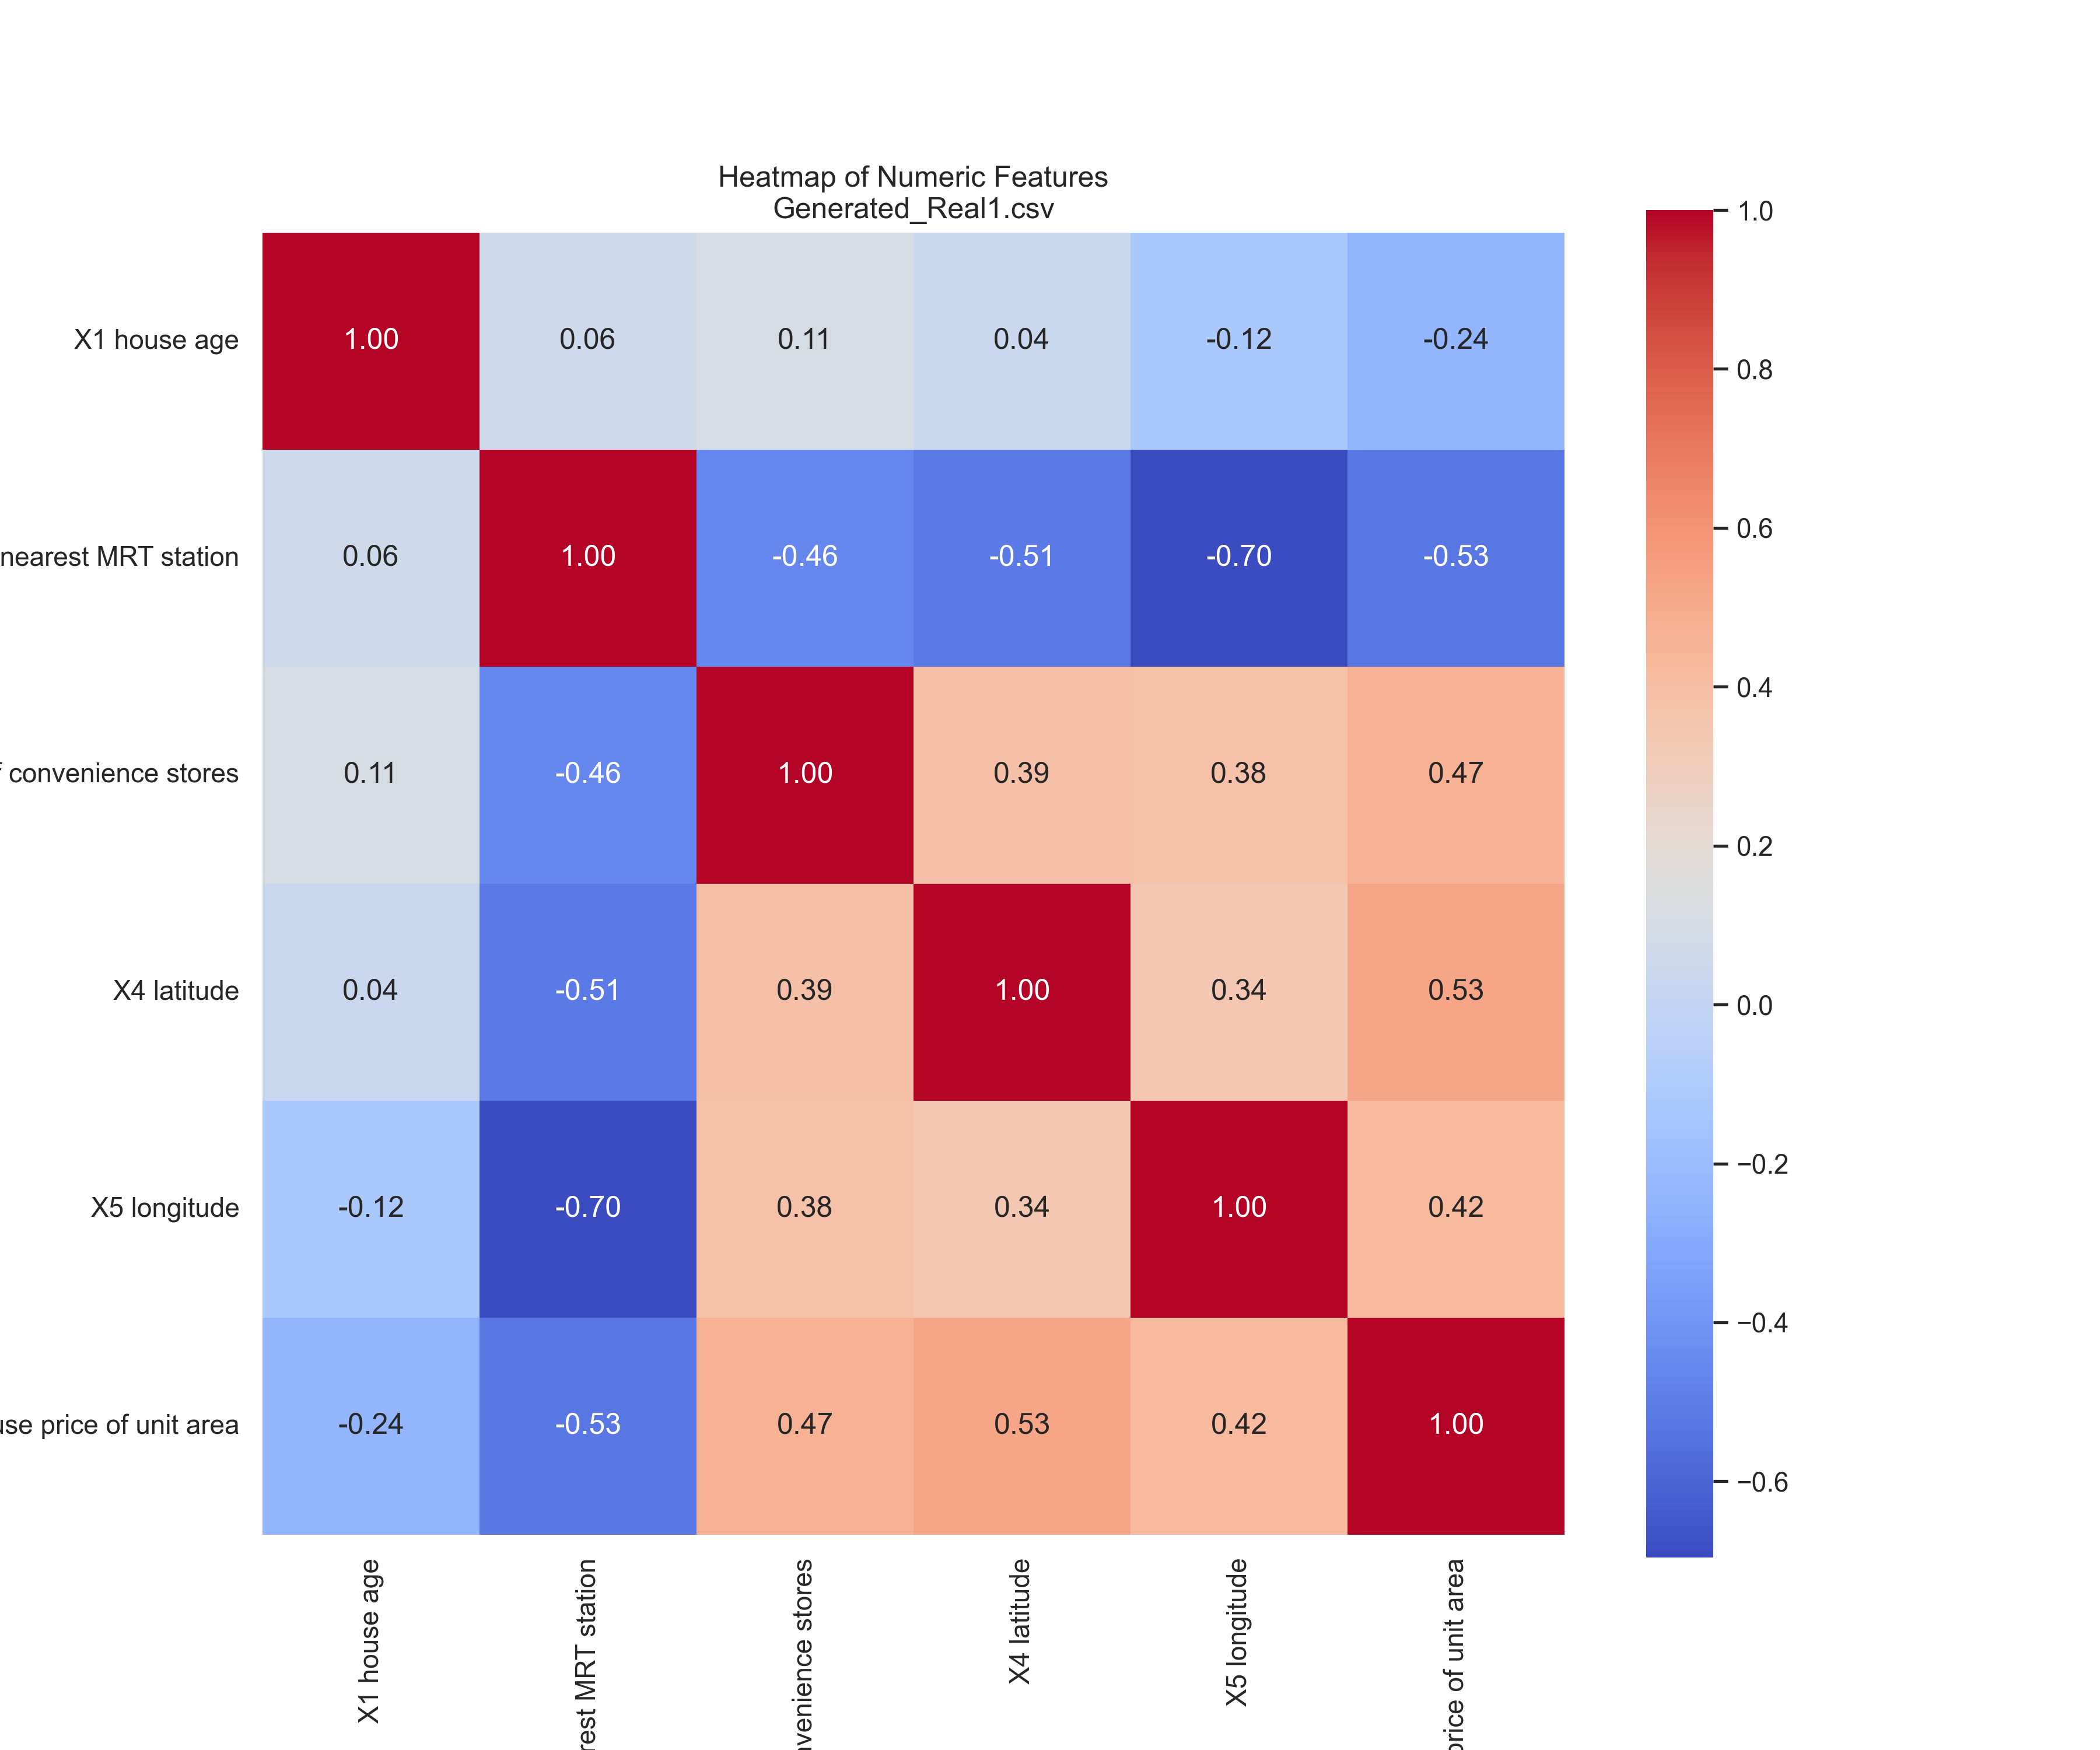 Heatmap of Numeric Features
Generated_Real1.csv
X1 house age 1.00 0.06 0.11 0.04 -0.12 -0.24
nearest MRT station 0.06 1.00 -0.46 -0.51 -0.70 -0.53
convenience stores 0.11 -0.46 1.00 0.39 0.38 0.47
X4 latitude 0.04 -0.51 0.39 1.00 0.34 0.53
X5 longitude -0.12 -0.70 0.38 0.34 1.00 0.42
price of unit area -0.24 -0.53 0.47 0.53 0.42 1.00
X1 house age
MRT station
stores
X4 latitude
X5 longitude
price of unit area
1.0
0.8
0.6
0.4
0.2
0.0
−0.2
−0.4
−0.6